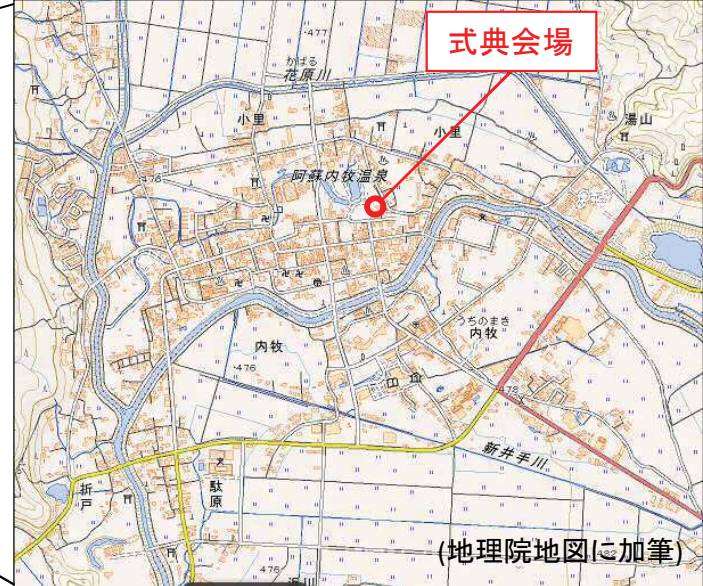 式典会場
・477
かばる
花原川
小里
小里
湯山
478
阿蘇内牧温泉
うちのまき
内牧
内牧
・476
478
新井手川
折戸
駄原
(地理院地図に加筆)
476